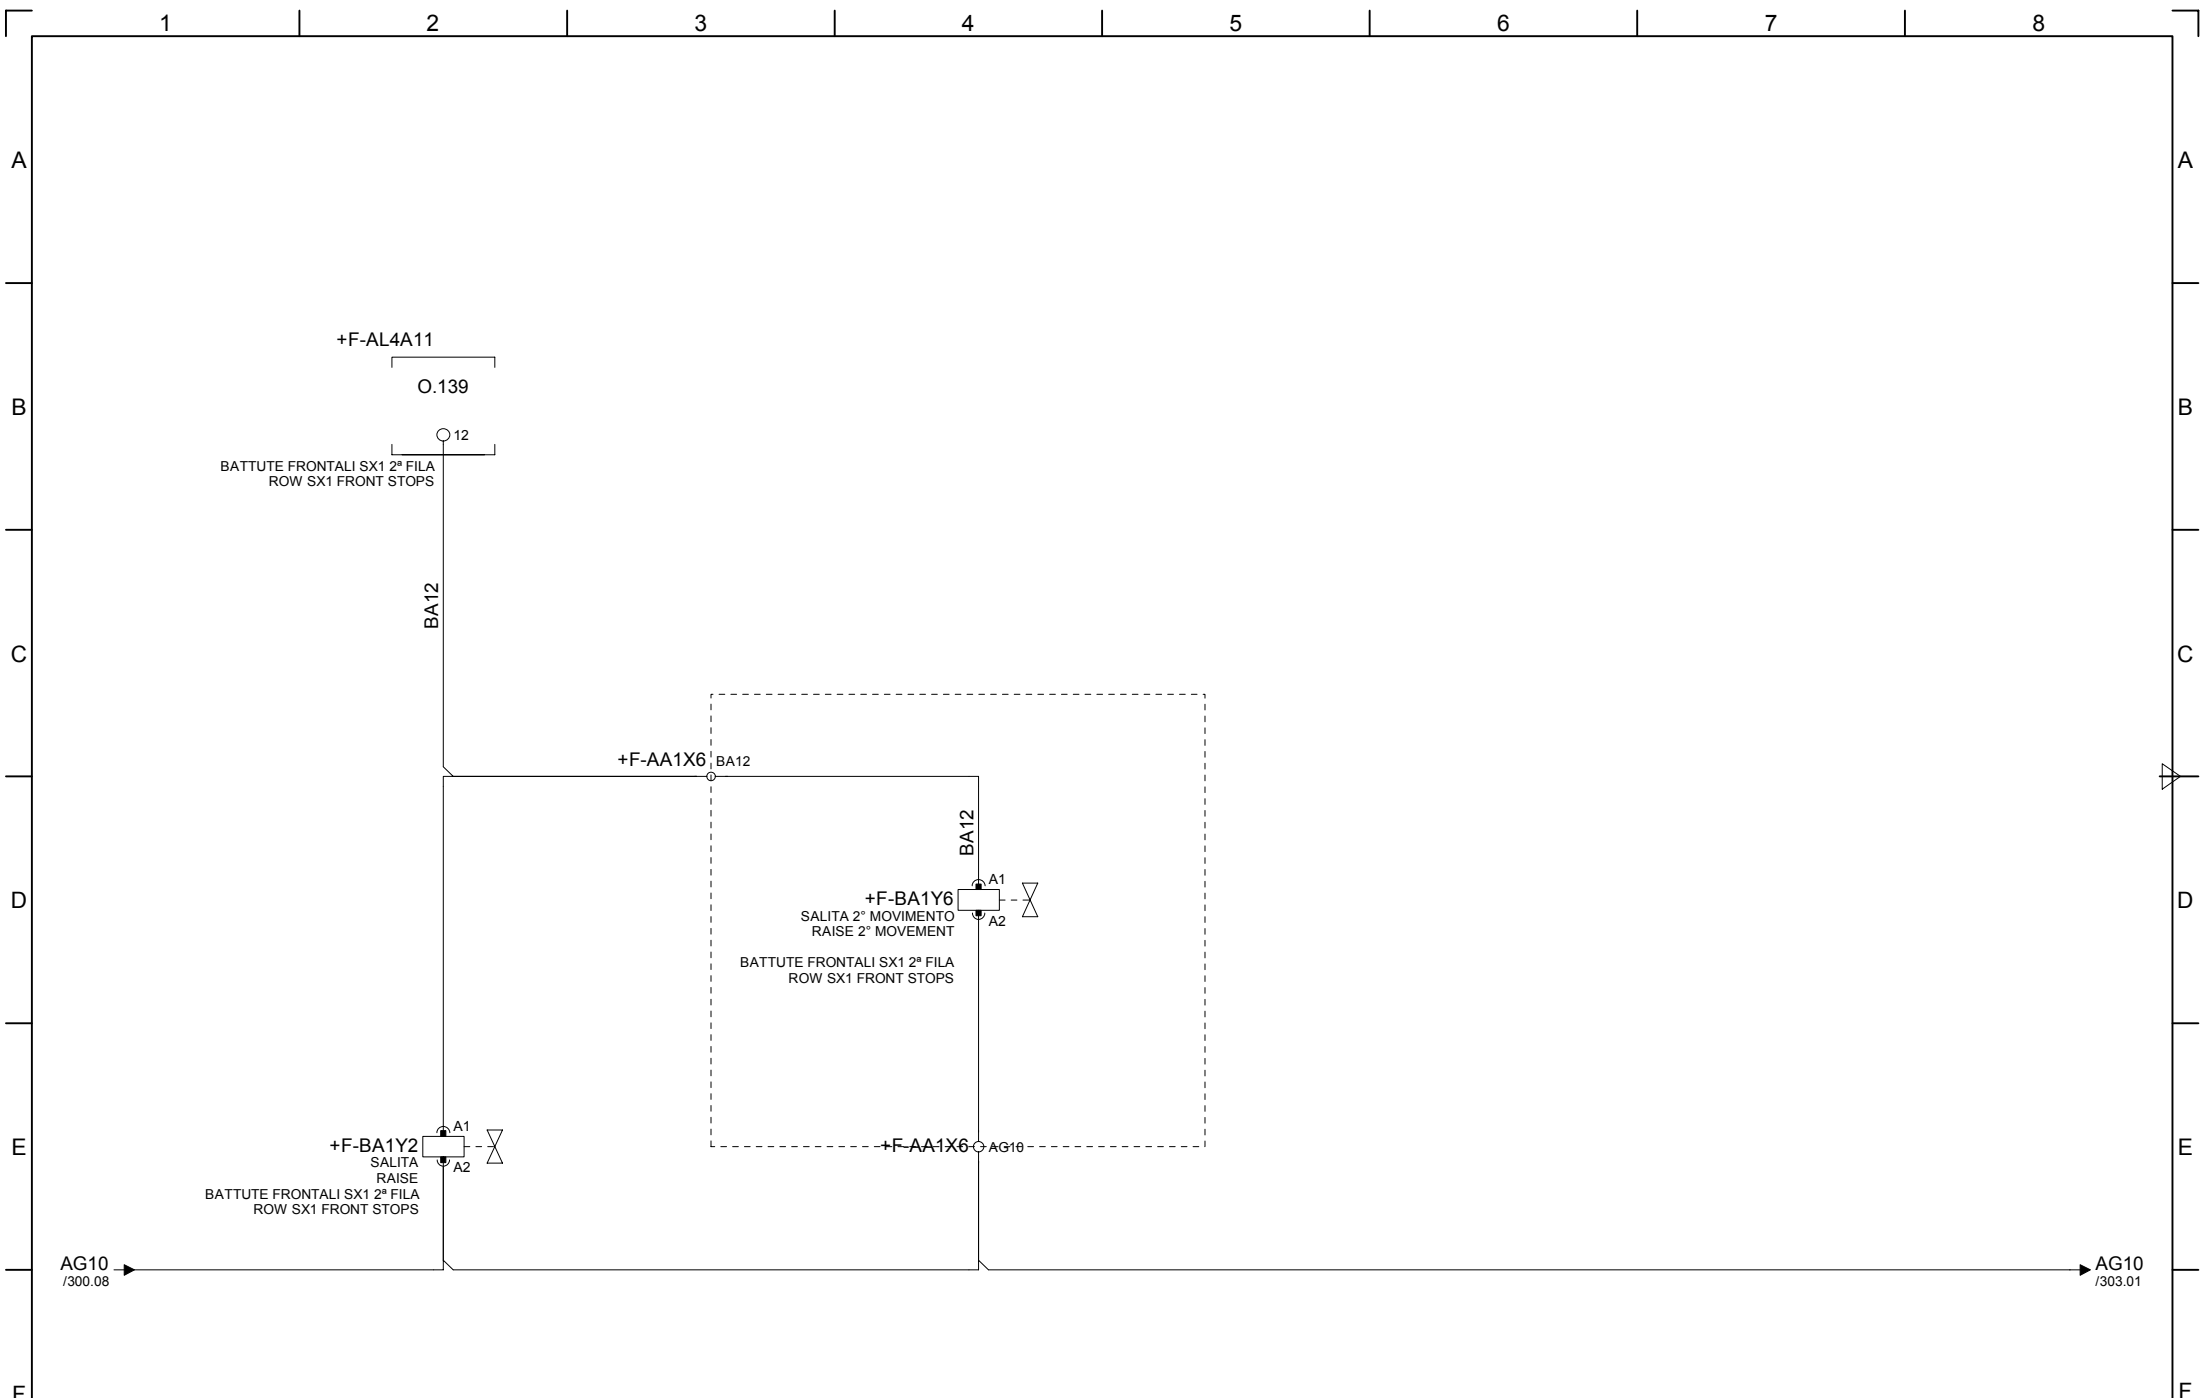 1 2 3 4 5 6 7 8
A A
+F-AL4A11
O.139
B B
12
BATTUTE FRONTALI SX1 2ª FILA
ROW SX1 FRONT STOPS
BA12
C C
+F-AA1X6 BA12
BA12
A1
+F-BA1Y6
D D
SALITA 2° MOVIMENTO
A2
RAISE 2° MOVEMENT
BATTUTE FRONTALI SX1 2ª FILA
ROW SX1 FRONT STOPS
A1
E +F-BA1Y2 +F-AA1X6 AG10 E
SALITA
A2
RAISE
BATTUTE FRONTALI SX1 2ª FILA
ROW SX1 FRONT STOPS
AG10 AG10
/300.08 /303.01
F F